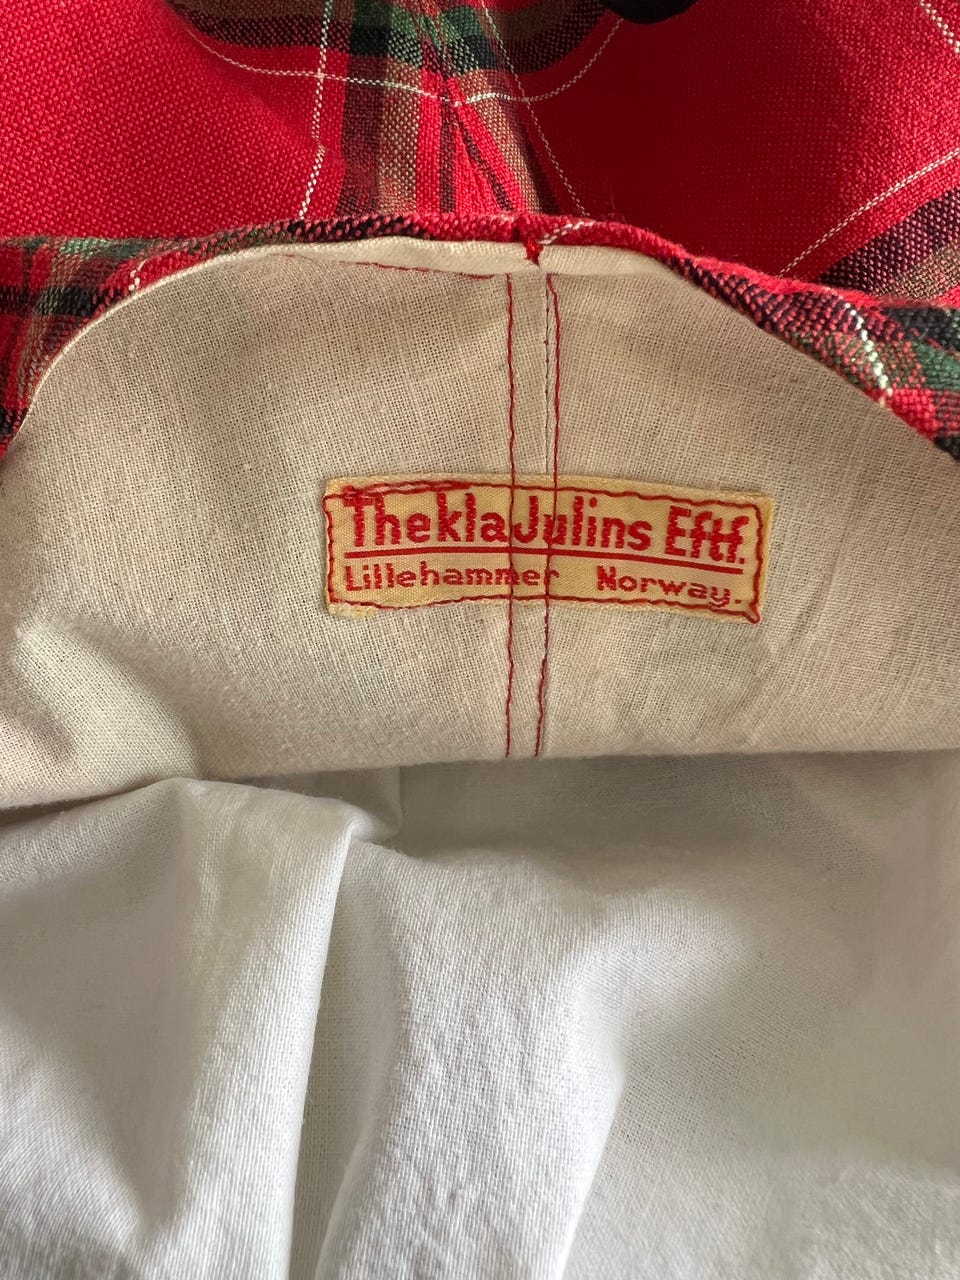 Thekla Julins Eftf.
Lillehammer Norway.